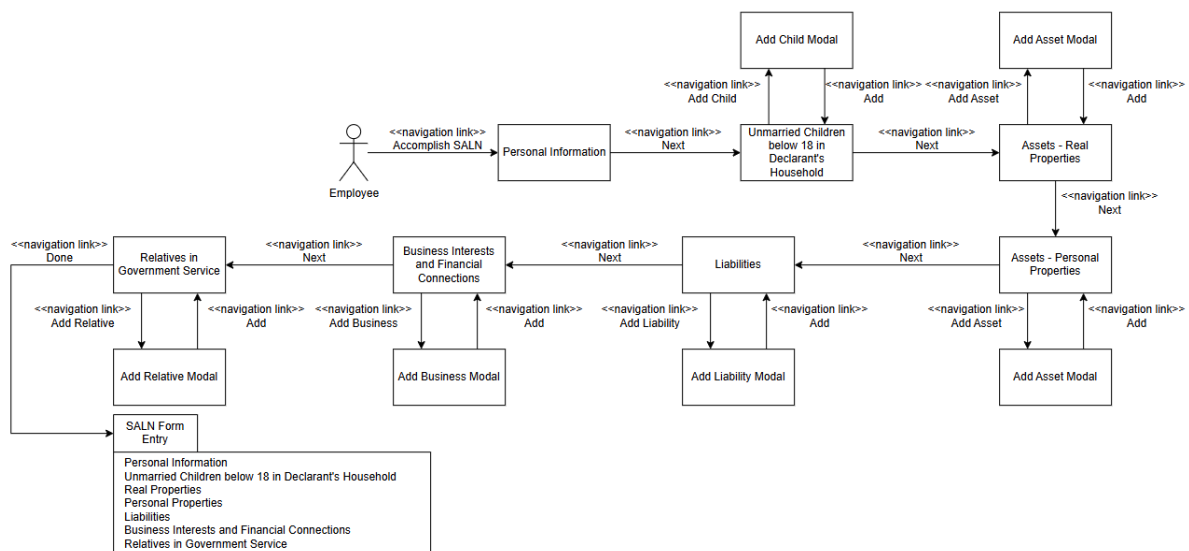 Add Child Modal
Add Asset Modal
<<navigation link>>
Add Child
<<navigation link>>
Add
<<navigation link>>
Add Asset
<<navigation link>>
Add
Employee
<<navigation link>>
Accomplish SALN
Personal Information
<<navigation link>>
Next
Unmarried Children
below 18 in
Declarant's
Household
<<navigation link>>
Next
Assets - Real
Properties
<<navigation link>>
Next
Assets - Personal
Properties
<<navigation link>>
Next
Liabilities
<<navigation link>>
Next
Business Interests
and Financial
Connections
<<navigation link>>
Next
Relatives in
Government Service
<<navigation link>>
Done
<<navigation link>>
Add Relative
<<navigation link>>
Add
<<navigation link>>
Add Business
<<navigation link>>
Add
<<navigation link>>
Add Liability
<<navigation link>>
Add
<<navigation link>>
Add Asset
<<navigation link>>
Add
Add Relative Modal
Add Business Modal
Add Liability Modal
Add Asset Modal
SALN Form
Entry
Personal Information
Unmarried Children below 18 in Declarant's Household
Real Properties
Personal Properties
Liabilities
Business Interests and Financial Connections
Relatives in Government Service